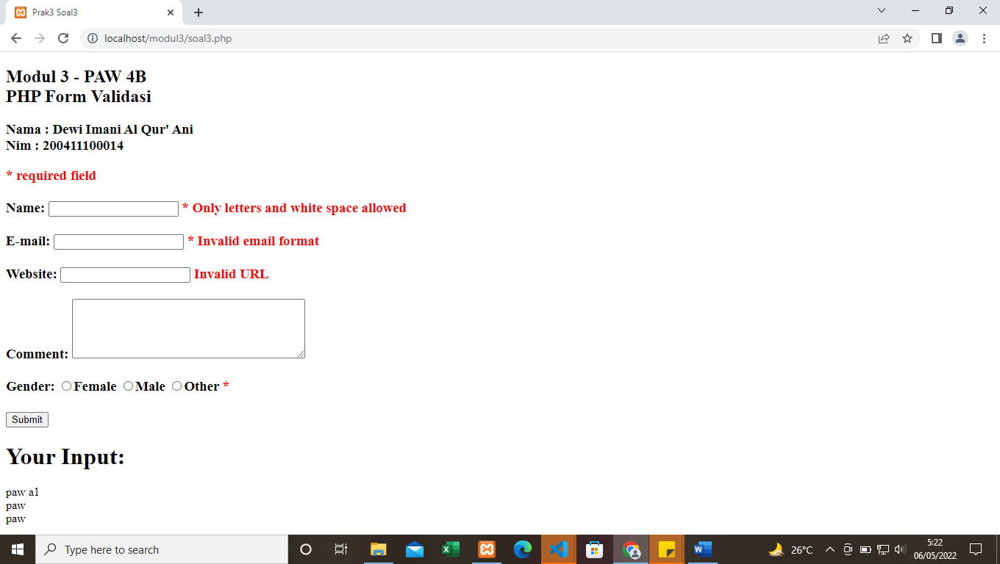 Prak3 Soal3
localhost/modul3/soal3.php
Modul 3 - PAW 4B
PHP Form Validasi
Nama : Dewi Imani Al Qur' Ani
Nim : 200411100014
* required field
Name: * Only letters and white space allowed
E-mail: * Invalid email format
Website: Invalid URL
Comment:
Gender: Female Male Other *
Submit
Your Input:
paw a1
paw
paw
Type here to search
26°C
5:22
06/05/2022